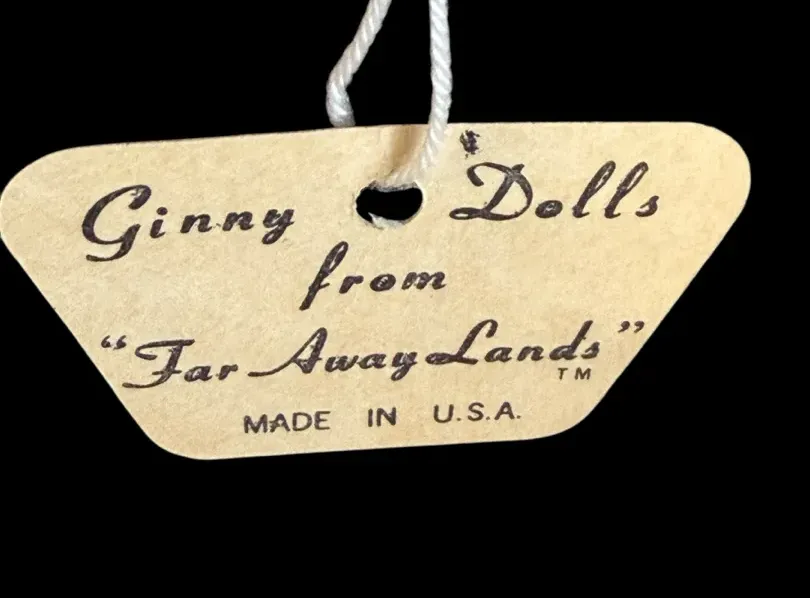 Ginny Dolls
from
“Far Away Lands”
TM
MADE IN U.S.A.